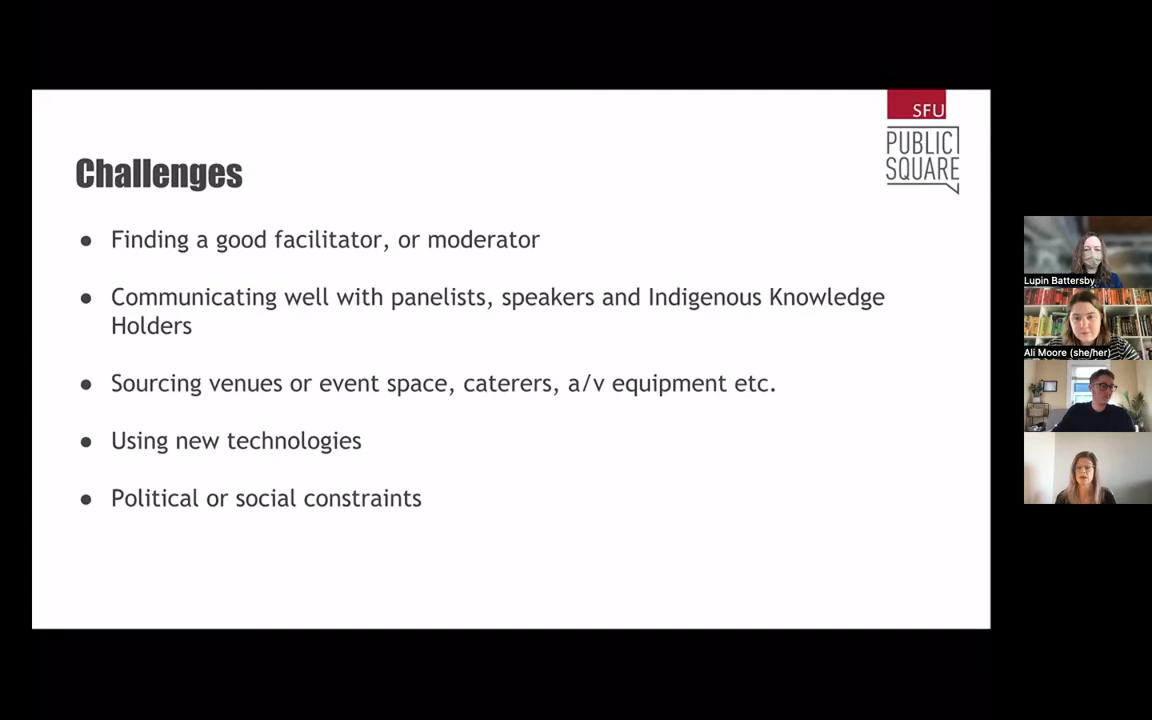 SFU
PUBLIC
SQUARE
Challenges
● Finding a good facilitator, or moderator
● Communicating well with panelists, speakers and Indigenous Knowledge
Holders
● Sourcing venues or event space, caterers, a/v equipment etc.
● Using new technologies
● Political or social constraints
Lupin Battersby
Ali Moore (she/her)